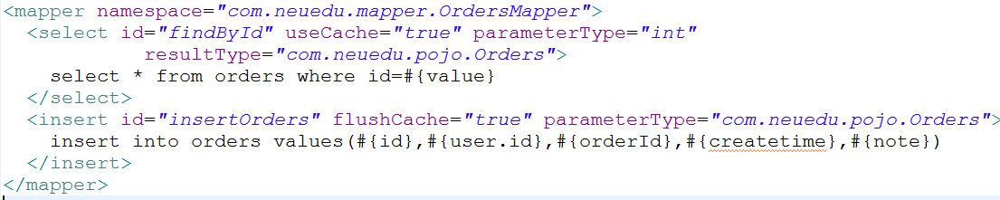 <mapper namespace="com.neuedu.mapper.OrdersMapper">
<select id="findById" useCache="true" parameterType="int"
resultType="com.neuedu.pojo.Orders">
select * from orders where id=#{value}
</select>
<insert id="insertOrders" flushCache="true" parameterType="com.neuedu.pojo.Orders">
insert into orders values(#{id},#{user.id},#{orderId},#{createtime},#{note})
</insert>
</mapper>